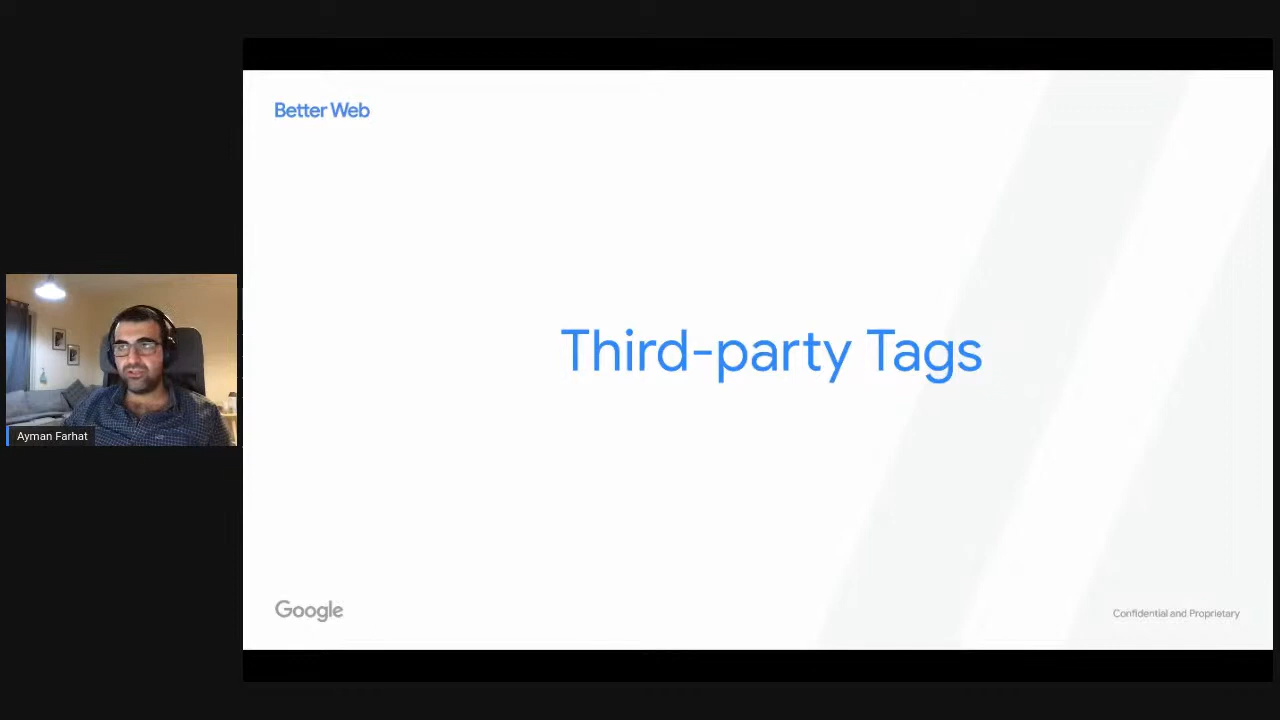 Better Web
Third-party Tags
Ayman Farhat
Google
Confidential and Proprietary